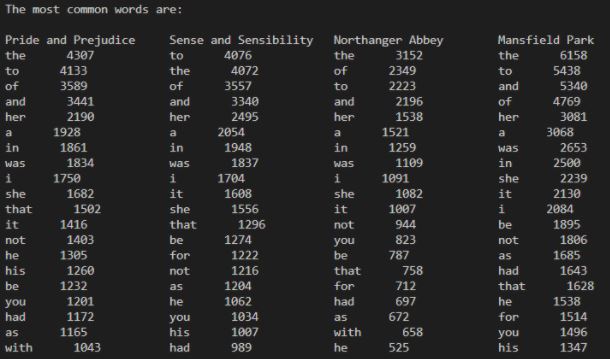 The most common words are:
Pride and Prejudice Sense and Sensibility Northanger Abbey Mansfield Park
the 4307 to 4076 the 3152 the 6158
to 4133 the 4072 of 2349 to 5438
of 3589 of 3557 to 2223 and 5340
and 3441 and 3340 and 2196 of 4769
her 2190 her 2495 her 1538 her 3081
a 1928 a 2054 a 1521 a 3068
in 1861 in 1948 in 1259 was 2653
was 1834 was 1837 was 1109 in 2500
i 1750 i 1704 i 1091 she 2239
she 1682 it 1608 she 1082 it 2130
that 1502 she 1556 it 1007 i 2084
it 1416 that 1296 not 944 be 1895
not 1403 be 1274 you 823 not 1806
he 1305 for 1222 be 787 as 1685
his 1260 not 1216 that 758 had 1643
be 1232 as 1204 for 712 that 1628
you 1201 he 1062 had 697 he 1538
had 1172 you 1034 as 672 for 1514
as 1165 his 1007 with 658 you 1496
with 1043 had 989 he 525 his 1347